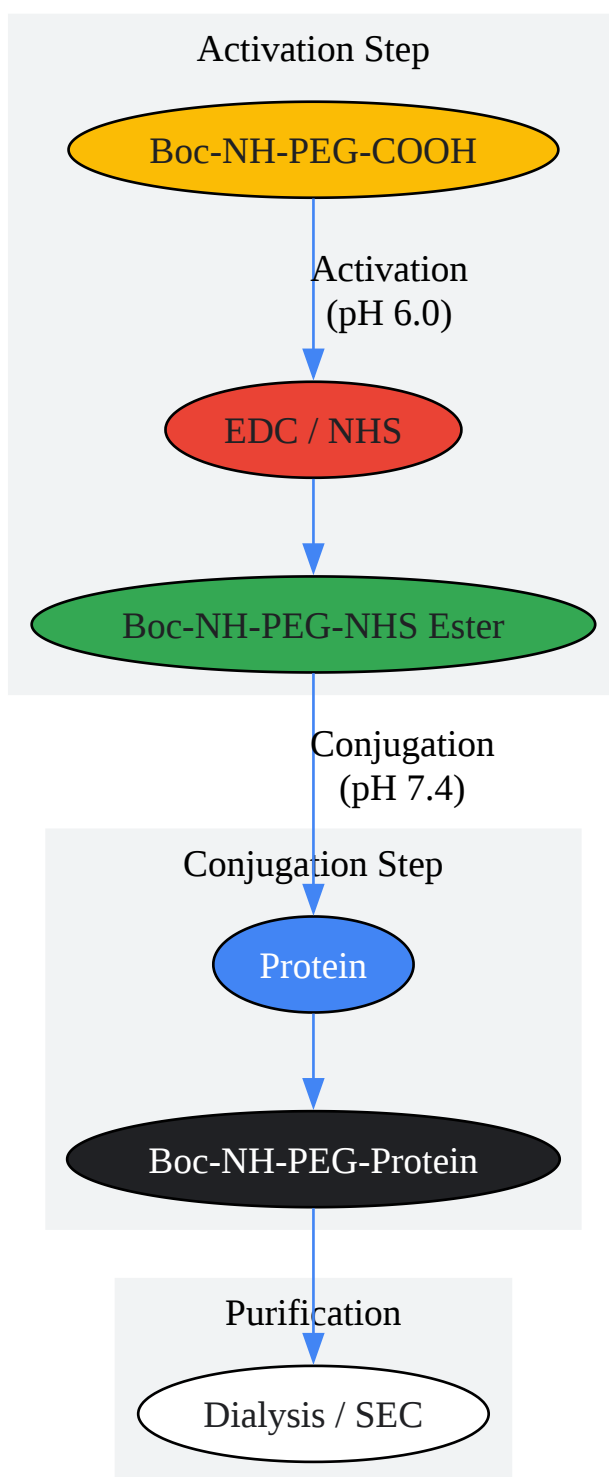 Activation Step
Boc-NH-PEG-COOH
Activation
(pH 6.0)
EDC / NHS
Boc-NH-PEG-NHS Ester
Conjugation
(pH 7.4)
Conjugation Step
Protein
Boc-NH-PEG-Protein
Purification
Dialysis / SEC